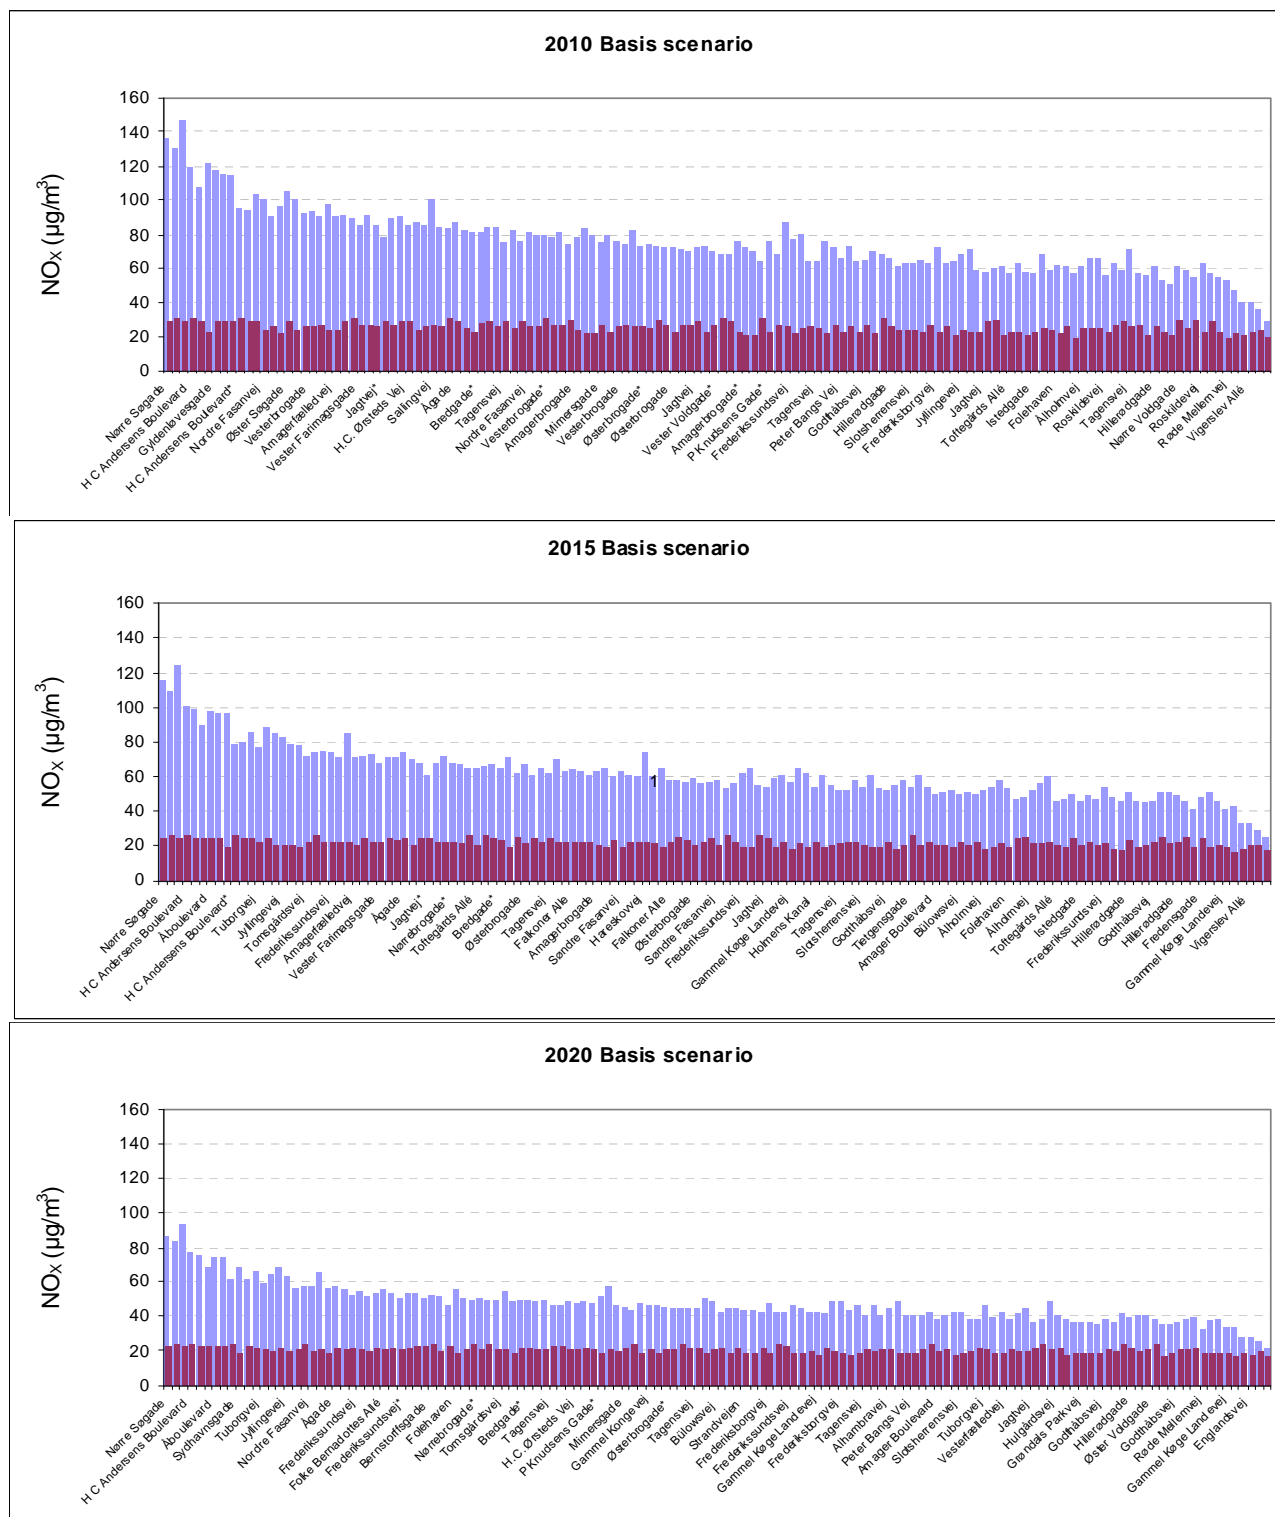 2010 Basis scenario
NOX (µg/m3)
160
140
120
100
80
60
40
20
0
Nørre Søgade
H C Andersens Boulevard
Gyldenløvesgade
H C Andersens Boulevard*
Nordre Fasanvej
Øster Søgade
Vesterbrogade
Amagerfælledvej
Vester Farimagsgade
Jagtvej*
H.C. Ørsteds Vej
Sallingvej
Ågade
Bredgade*
Tagensvej
Nordre Fasanvej
Vesterbrogade*
Amagerbrogade
Mimersgade
Vesterbrogade
Østerbrogade*
Østerbrogade
Jagtvej
Vester Voldgade*
Amagerbrogade*
P Knudsens Gade*
Frederikssundsvej
Tagensvej
Peter Bangs Vej
Godthåbsvej
Hillerødgade
Slotsherrensvej
Frederiksborgvej
Jyllingevej
Jagtvej
Toftegårds Allé
Istedgade
Folehaven
Ålholmvej
Roskildevej
Tagensvej
Hillerødgade
Nørre Voldgade
Roskildevej
Røde Mellemvej
Vigerslev Allé
2015 Basis scenario
NOX (µg/m3)
160
140
120
100
80
60
40
20
0
1
Nørre Søgade
H C Andersens Boulevard
Åboulevard
H C Andersens Boulevard*
Tuborgvej
Jyllingevej
Tomsgårdsvej
Frederikssundsvej
Amagerfælledvej
Vester Farimagsgade
Ågade
Jagtvej*
Nørrebrogade*
Toftegårds Allé
Bredgade*
Østerbrogade
Tagensvej
Falkoner Alle
Amagerbrogade
Søndre Fasanvej
Hareskovvej
Falkoner Alle
Østerbrogade
Søndre Fasanvej
Frederikssundsvej
Jagtvej
Gammel Køge Landevej
Holmens Kanal
Tagensvej
Slotsherrensvej
Godthåbsvej
Tietgensgade
Amager Boulevard
Bülowsvej
Ålholmvej
Folehaven
Ålholmvej
Toftegårds Allé
Istedgade
Frederikssundsvej
Hillerødgade
Godthåbsvej
Hillerødgade
Fredensgade
Gammel Køge Landevej
Vigerslev Allé
2020 Basis scenario
NOX (µg/m3)
160
140
120
100
80
60
40
20
0
Nørre Søgade
H C Andersens Boulevard
Åboulevard
Sydhavnsgade
Tuborgvej
Jyllingevej
Nordre Fasanvej
Ågade
Frederikssundsvej
Folke Bernadottes Allé
Frederikssundsvej*
Bernstorffsgade
Folehaven
Nørrebrogade*
Tomsgårdsvej
Bredgade*
Tagensvej
H.C. Ørsteds Vej
P Knudsens Gade*
Mimersgade
Gammel Kongevej
Østerbrogade*
Tagensvej
Bülowsvej
Strandvejen
Frederiksborgvej
Frederikssundsvej
Gammel Køge Landevej
Frederiksborgvej
Tagensvej
Alhambravej
Peter Bangs Vej
Amager Boulevard
Slotsherrensvej
Tuborgvej
Vesterfælledvej
Jagtvej
Hulgårdsvej
Grøndals Parkvej
Godthåbsvej
Hillerødgade
Øster Voldgade
Godthåbsvej
Røde Mellemvej
Gammel Køge Landevej
Englandsvej